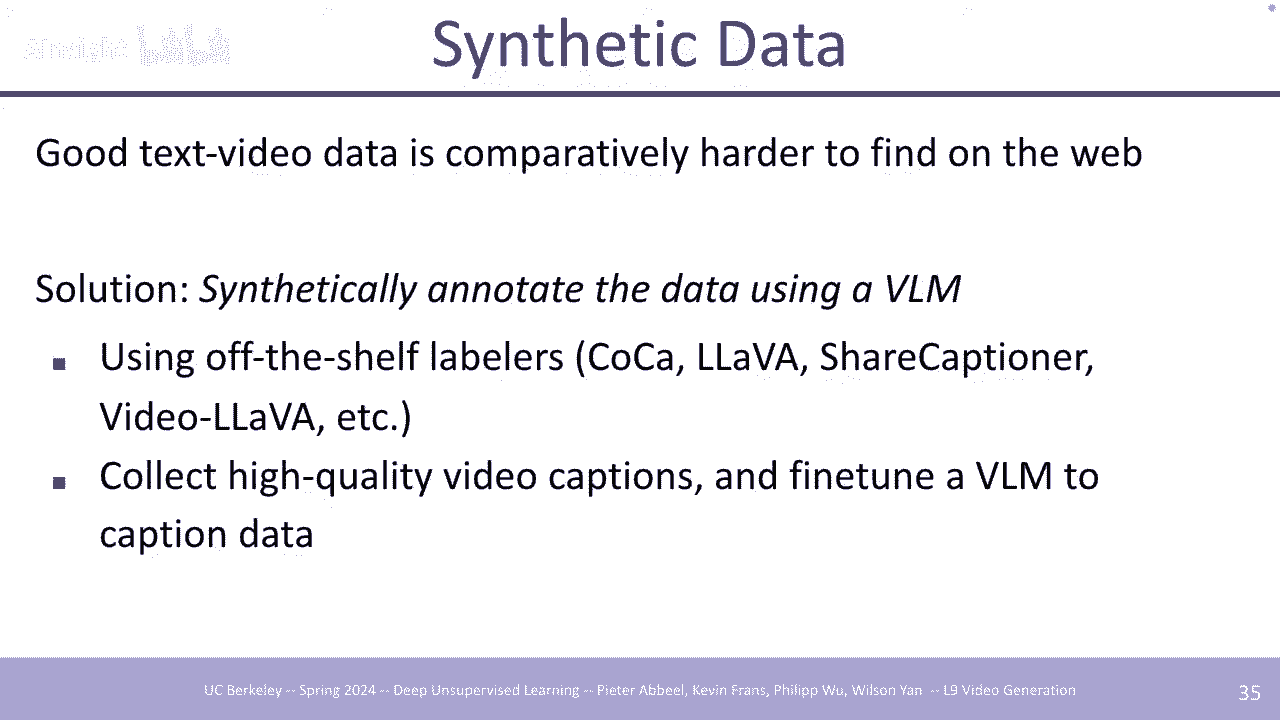 Synthetic Data
Good text-video data is comparatively harder to find on the web
Solution: Synthetically annotate the data using a VLM
Using off-the-shelf labelers (CoCa, LLaVA, ShareCaptioner,
Video-LLaVA, etc.)
Collect high-quality video captions, and finetune a VLM to
caption data
UC Berkeley -- Spring 2024 -- Deep Unsupervised Learning -- Pieter Abbeel, Kevin Frans, Philipp Wu, Wilson Yan -- L9 Video Generation
35